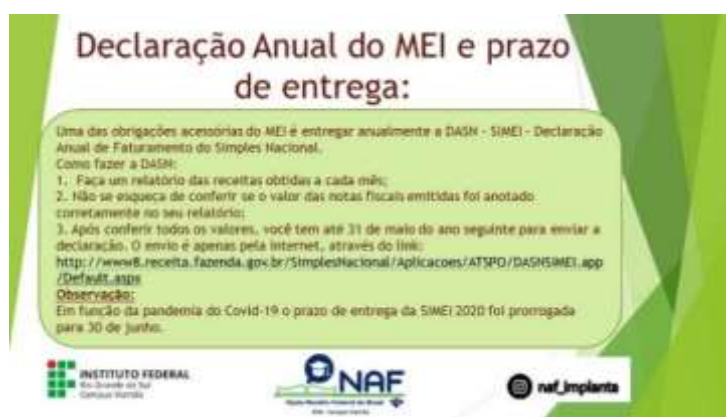 Declaração Anual do MEI e prazo
de entrega:
Uma das obrigações acessórias do MEI é entregar anualmente a DASN - SIMEI - Declaração
Anual de Faturamento do Simples Nacional.
Como fazer a DASN:
1. Faça um relatório das receitas obtidas a cada mês;
2. Não se esqueça de conferir se o valor das notas fiscais emitidas foi anotado
corretamente no seu relatório;
3. Após conferir todos os valores, você tem até 31 de maio do ano seguinte para enviar a
declaração. O envio é apenas pela internet, através do link:
http://www8.receita.fazenda.gov.br/SimplesNacional/Aplicacoes/ATSPO/DASNSIMEI.app
/Default.aspx
Observação:
Em função da pandemia do Covid-19 o prazo de entrega da SIMEI 2020 foi prorrogada
para 30 de junho.
INSTITUTO FEDERAL
Rio Grande do Sul
Campus
NAF
naf_implanta